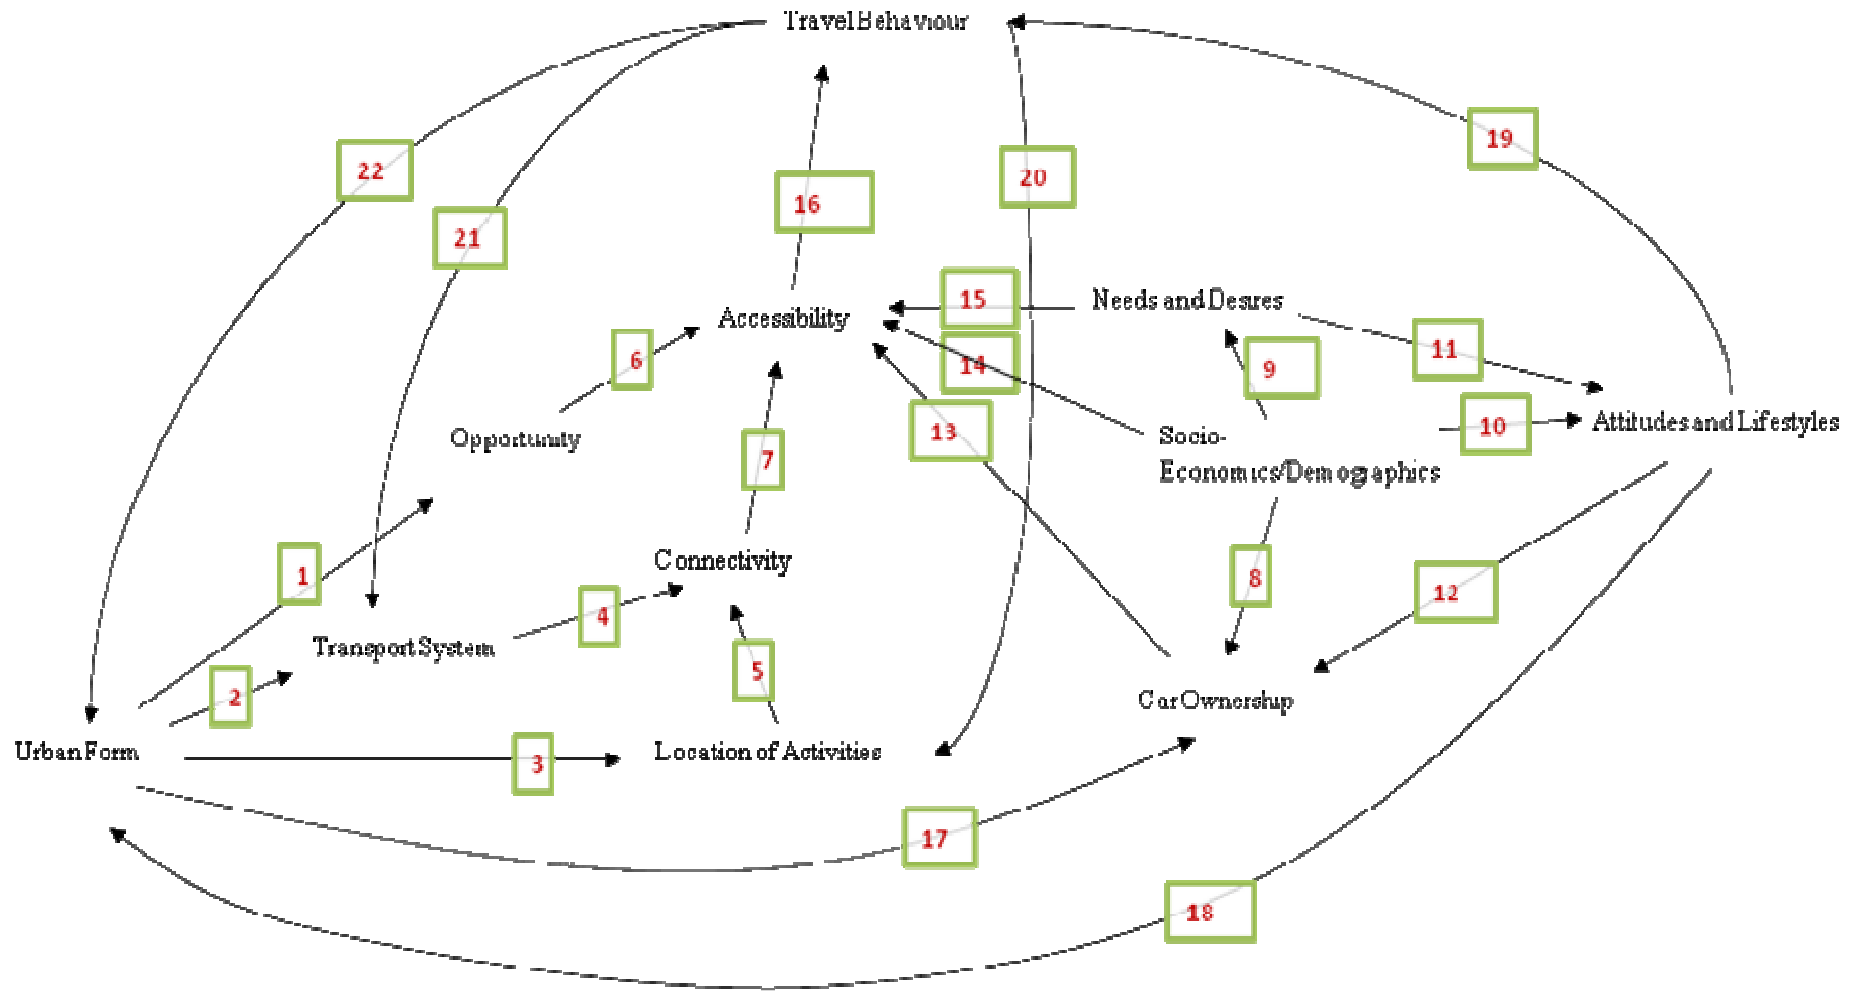 Travel Behaviour
19
22
20
16
21
15
Needs and Desires
Accessibility
6
14
9
11
13
10
Attitudes and Lifestyles
Opportunity
7
Socio-
Economics/Demographics
1
Connectivity
8
12
4
Transport System
5
2
Car Ownership
Urban Form
3
Location of Activities
17
18